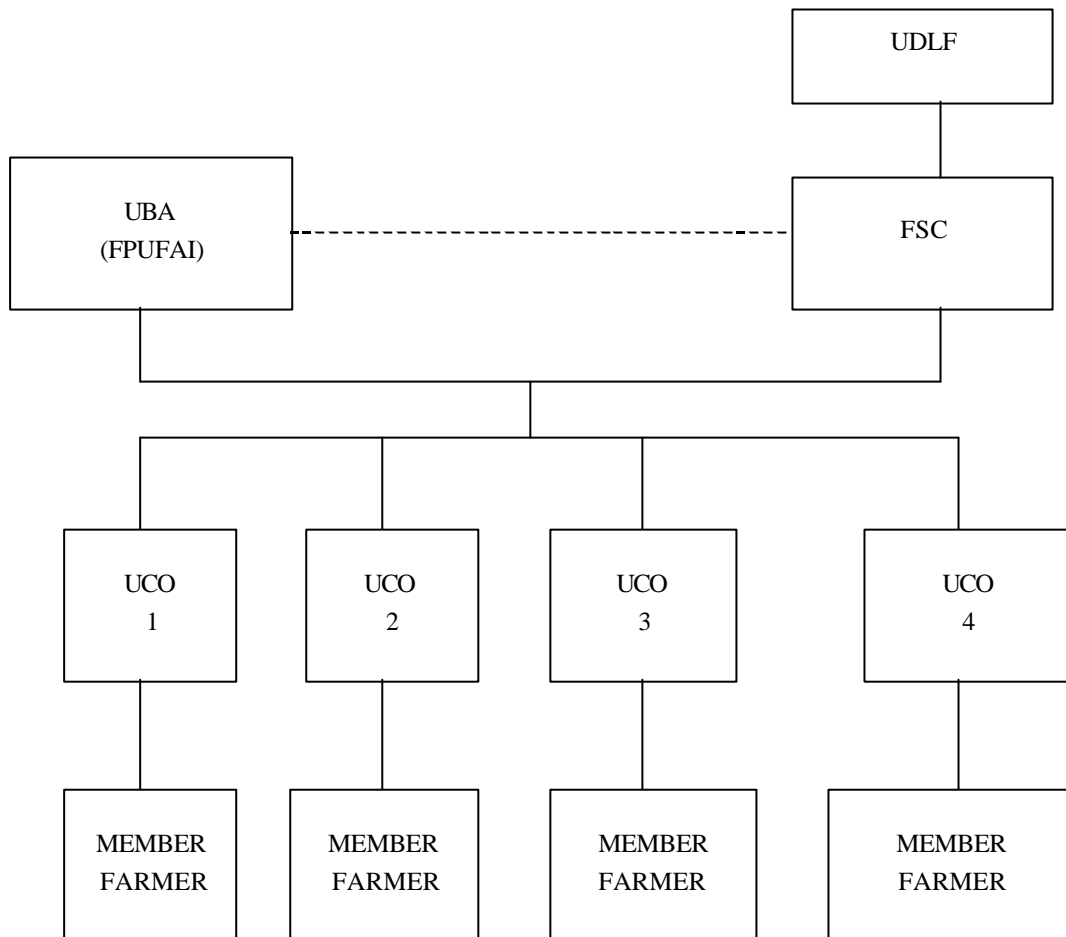 UDLF
UBA
(FPUFAI)
FSC
UCO
1
UCO
2
UCO
3
UCO
4
MEMBER
FARMER
MEMBER
FARMER
MEMBER
FARMER
MEMBER
FARMER